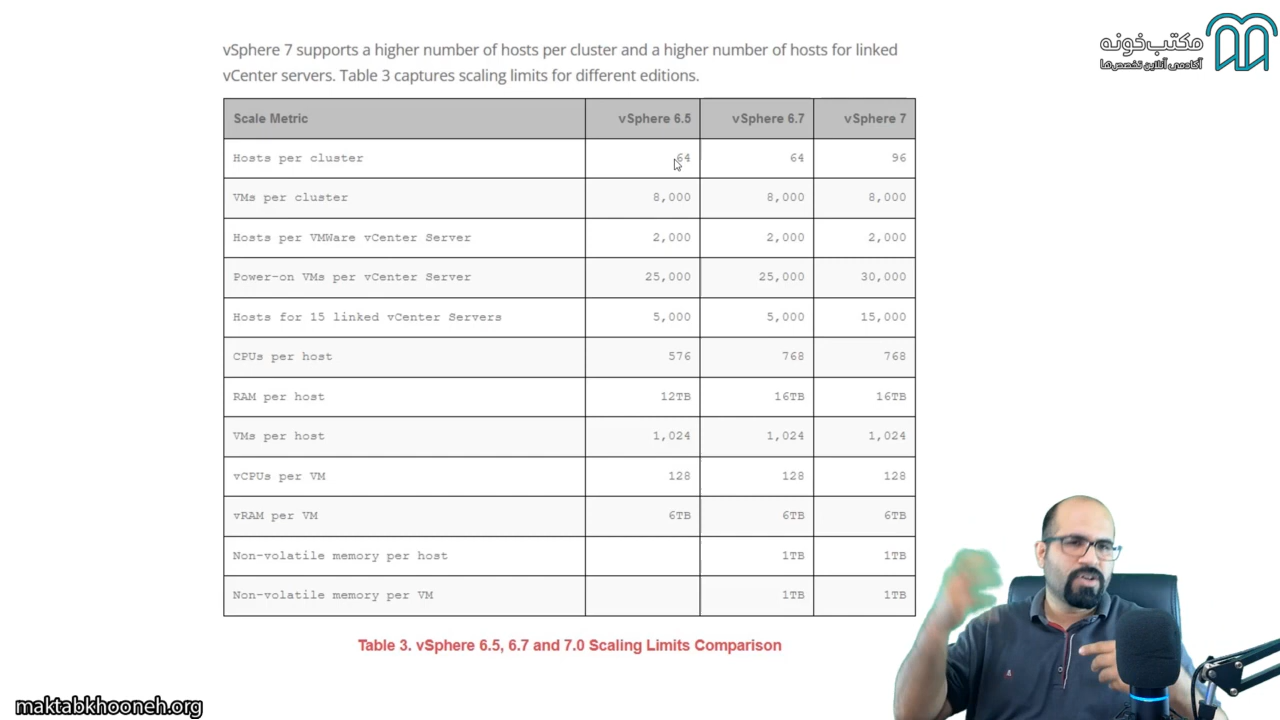 مکتب‌خونه
آکادمی آنلاین تخصص‌ها
vSphere 7 supports a higher number of hosts per cluster and a higher number of hosts for linked
vCenter servers. Table 3 captures scaling limits for different editions.
Scale Metric vSphere 6.5 vSphere 6.7 vSphere 7
Hosts per cluster 64 64 96
VMs per cluster 8,000 8,000 8,000
Hosts per VMWare vCenter Server 2,000 2,000 2,000
Power-on VMs per vCenter Server 25,000 25,000 30,000
Hosts for 15 linked vCenter Servers 5,000 5,000 15,000
CPUs per host 576 768 768
RAM per host 12TB 16TB 16TB
VMs per host 1,024 1,024 1,024
vCPUs per VM 128 128 128
vRAM per VM 6TB 6TB 6TB
Non-volatile memory per host 1TB 1TB
Non-volatile memory per VM 1TB 1TB
Table 3. vSphere 6.5, 6.7 and 7.0 Scaling Limits Comparison
maktabkhooneh.org